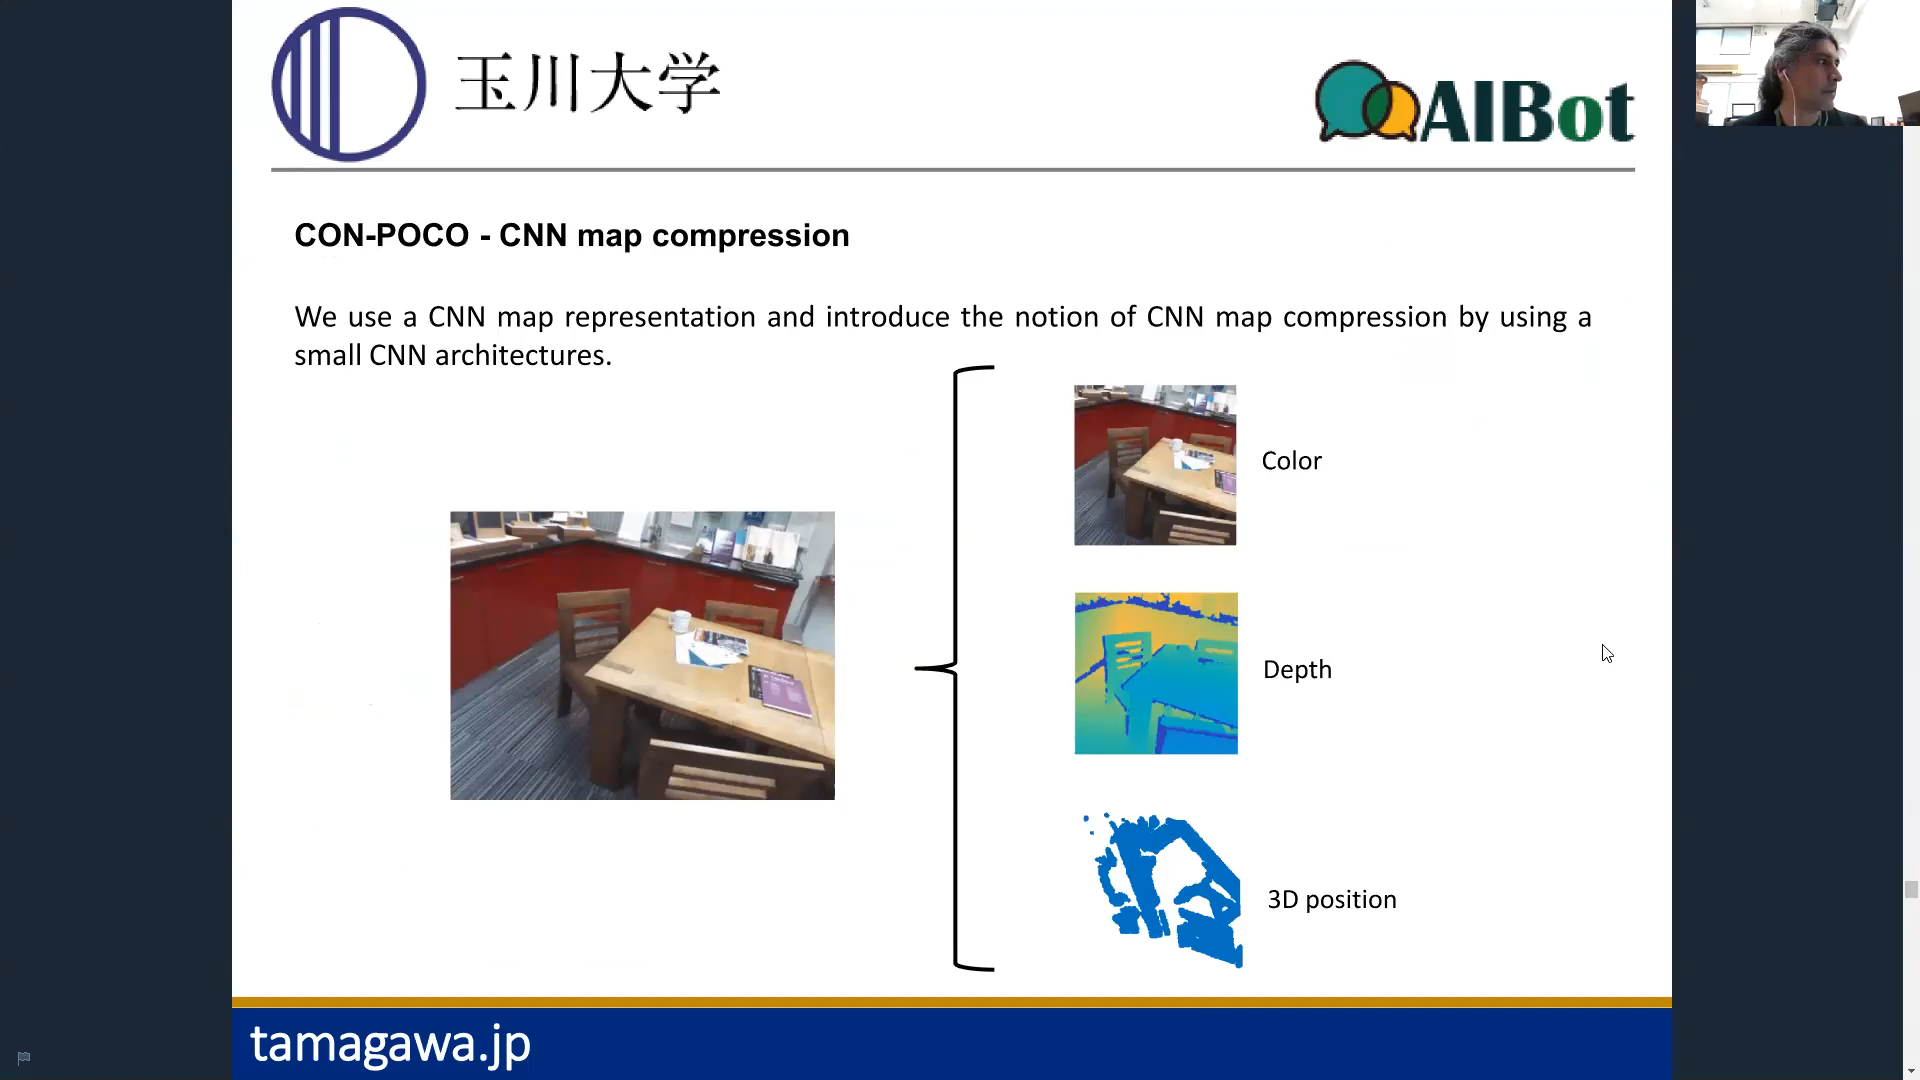 玉川大学
AIBot
CON-POCO - CNN map compression
We use a CNN map representation and introduce the notion of CNN map compression by using a
small CNN architectures.
Color
Depth
3D position
tamagawa.jp